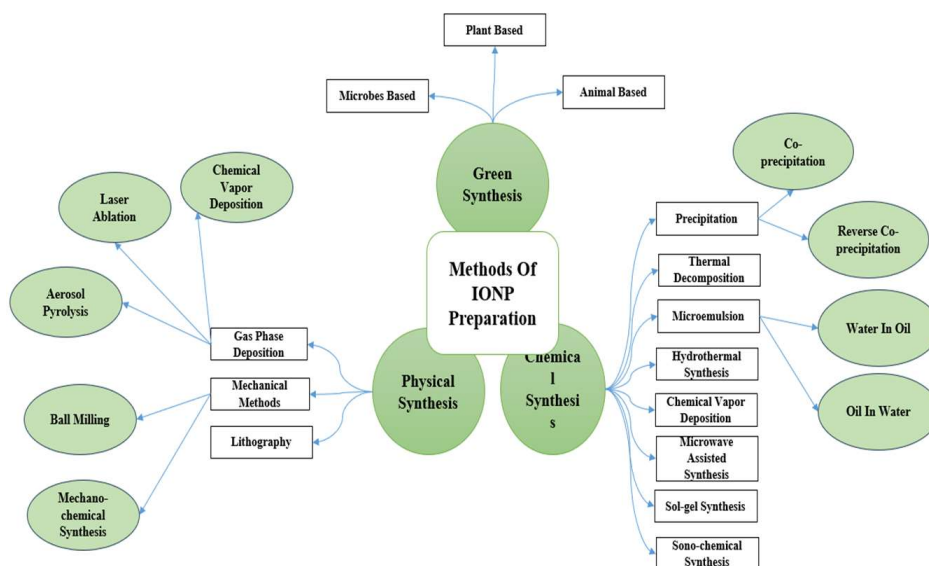 Plant Based
Microbes Based
Animal Based
Green
Synthesis
Methods Of
IONP
Preparation
Physical
Synthesis
Chemica
l
Synthesi
s
Chemical
Vapor
Deposition
Laser
Ablation
Aerosol
Pyrolysis
Gas Phase
Deposition
Mechanical
Methods
Lithography
Ball Milling
Mechano-
chemical
Synthesis
Precipitation
Thermal
Decomposition
Microemulsion
Hydrothermal
Synthesis
Chemical Vapor
Deposition
Microwave
Assisted
Synthesis
Sol-gel Synthesis
Sono-chemical
Synthesis
Co-
precipitation
Reverse Co-
precipitation
Water In Oil
Oil In Water